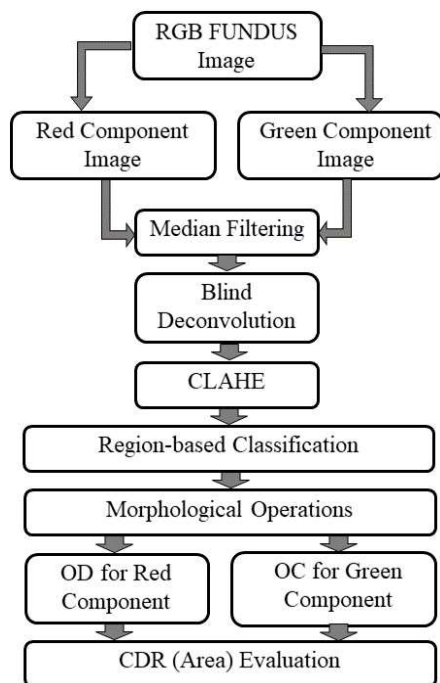 RGB FUNDUS
Image
Red Component
Image
Green Component
Image
Median Filtering
Blind
Deconvolution
CLAHE
Region-based Classification
Morphological Operations
OD for Red
Component
OC for Green
Component
CDR (Area) Evaluation